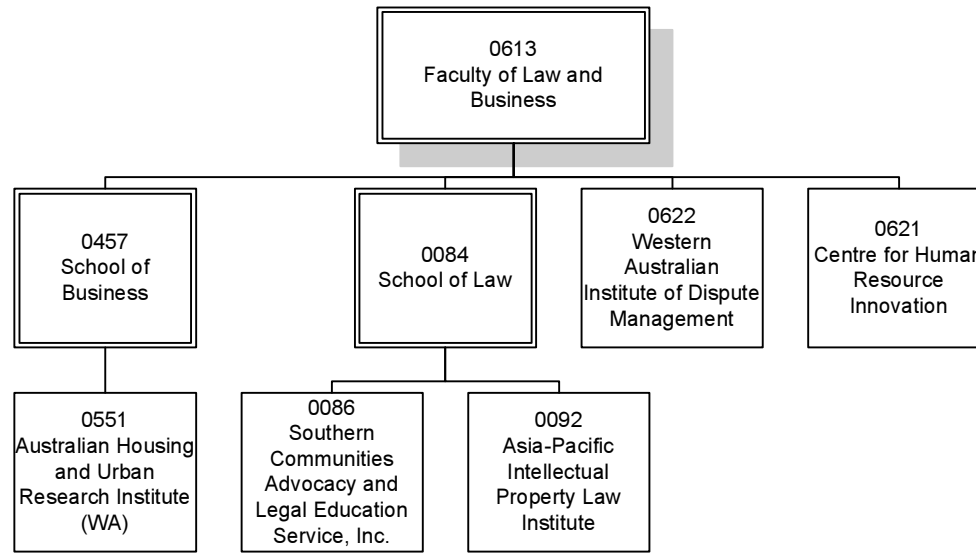 0613
Faculty of Law and
Business
0457
School of
Business
0084
School of Law
0622
Western
Australian
Institute of Dispute
Management
0621
Centre for Human
Resource
Innovation
0551
Australian Housing
and Urban
Research Institute
(WA)
0086
Southern
Communities
Advocacy and
Legal Education
Service, Inc.
0092
Asia-Pacific
Intellectual
Property Law
Institute